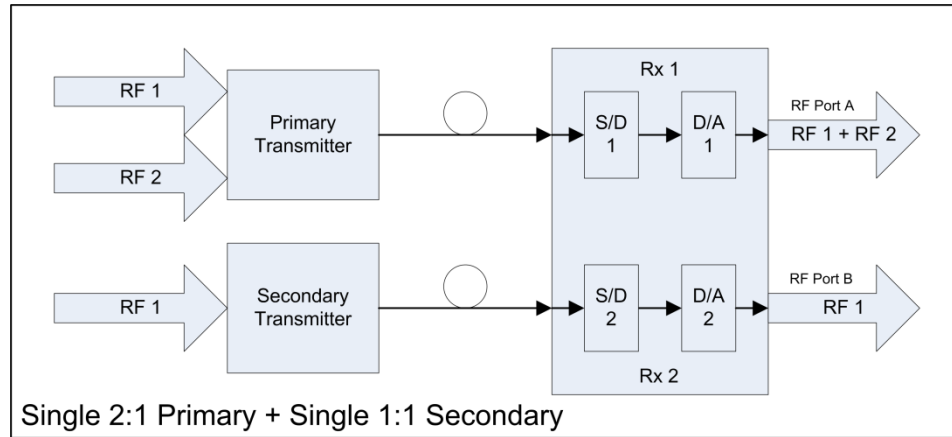 RF 1
RF 2
Primary
Transmitter
Rx 1
S/D
1
D/A
1
RF Port A
RF 1 + RF 2
RF 1
Secondary
Transmitter
S/D
2
D/A
2
Rx 2
RF Port B
RF 1
Single 2:1 Primary + Single 1:1 Secondary